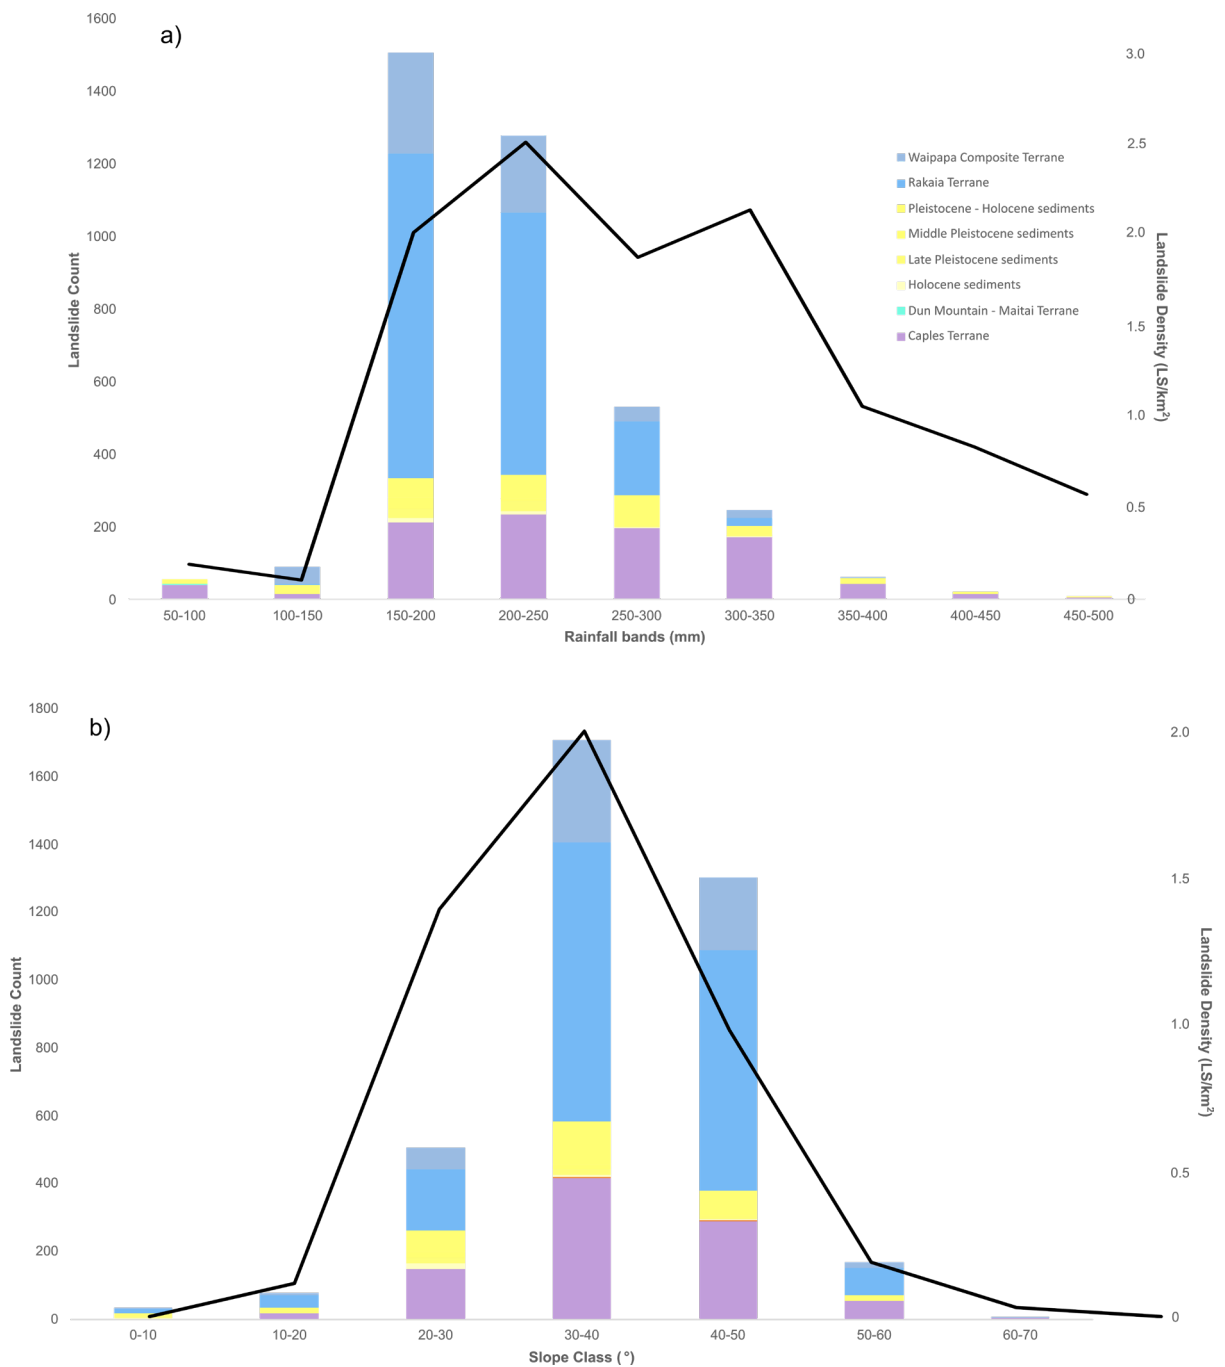 a)
1600
1400
1200
1000
800
600
400
200
0
Landslide Count
3.0
2.5
2.0
1.5
1.0
0.5
0
Landslide Density (LS/km²)
Waipapa Composite Terrane
Rakaia Terrane
Pleistocene - Holocene sediments
Middle Pleistocene sediments
Late Pleistocene sediments
Holocene sediments
Dun Mountain - Maitai Terrane
Caples Terrane
50-100 100-150 150-200 200-250 250-300 300-350 350-400 400-450 450-500
Rainfall bands (mm)
b)
1800
1600
1400
1200
1000
800
600
400
200
0
Landslide Count
2.0
1.5
1.0
0.5
0
Landslide Density (LS/km²)
0-10 10-20 20-30 30-40 40-50 50-60 60-70
Slope Class (°)